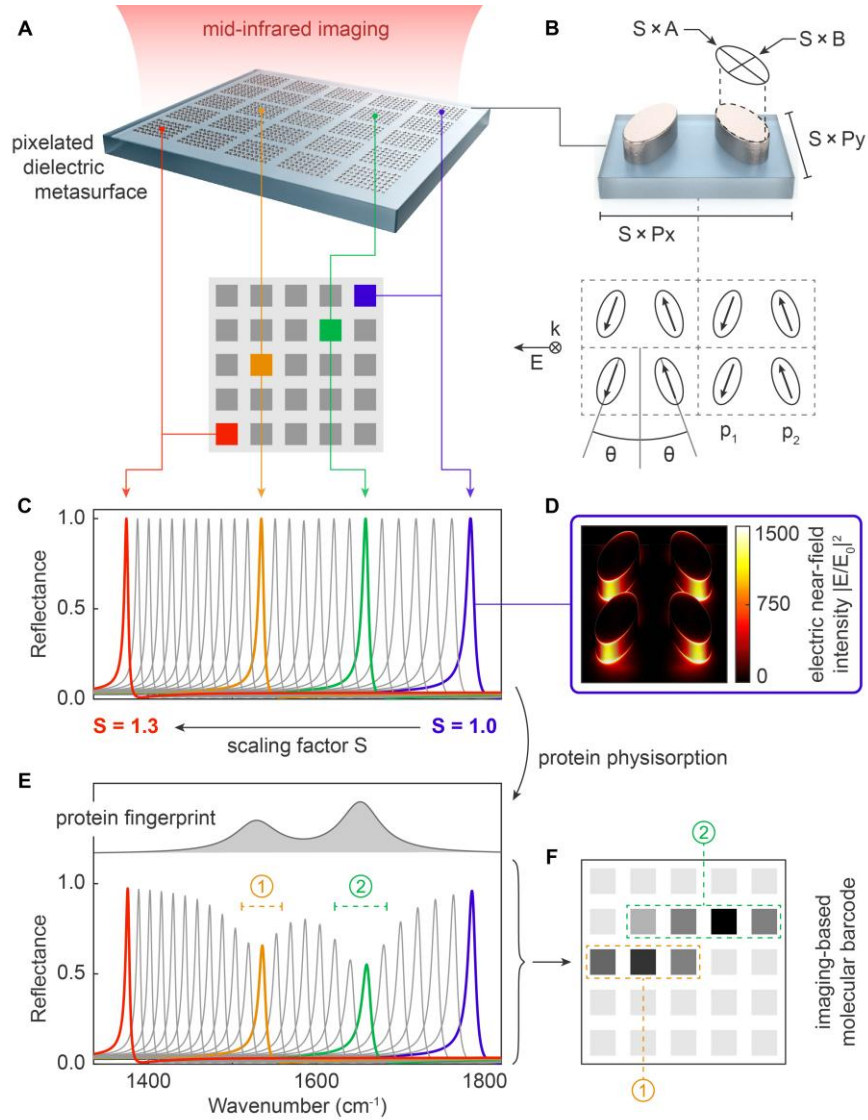 A
mid-infrared imaging
pixelated
dielectric
metasurface
B
S × A
S × B
S × Py
S × Px
k
E
θ
θ
p1
p2
C
Reflectance
1.0
0.5
0.0
S = 1.3
S = 1.0
scaling factor S
D
1500
750
0
electric near-field
intensity |E/E0|²
protein physisorption
E
protein fingerprint
Reflectance
1.0
0.5
0.0
1
2
1400
1600
1800
Wavenumber (cm⁻¹)
F
2
1
imaging-based
molecular barcode